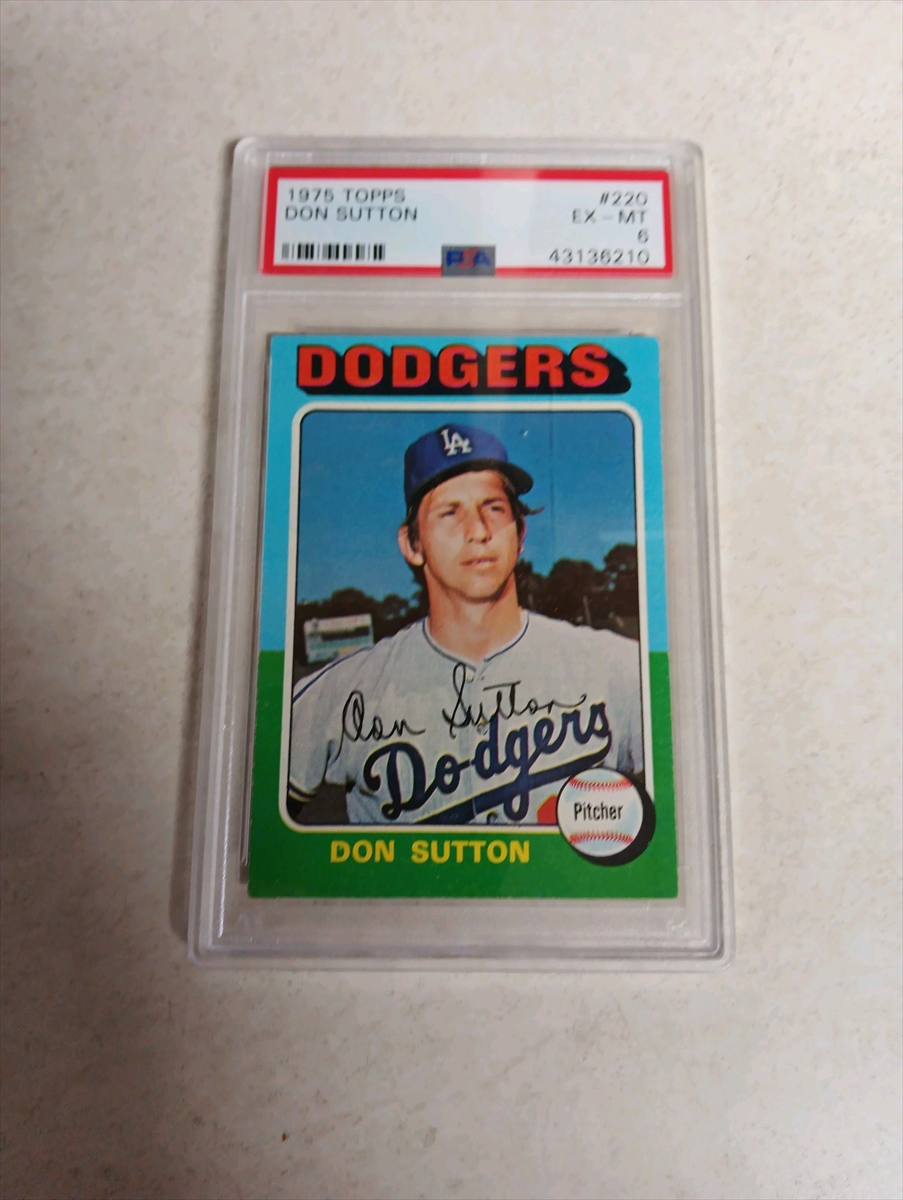 1975 TOPPS #220
DON SUTTON EX - MT
6
PSA 43136210
DODGERS
LA
Don Sutton
Dodgers
Pitcher
DON SUTTON